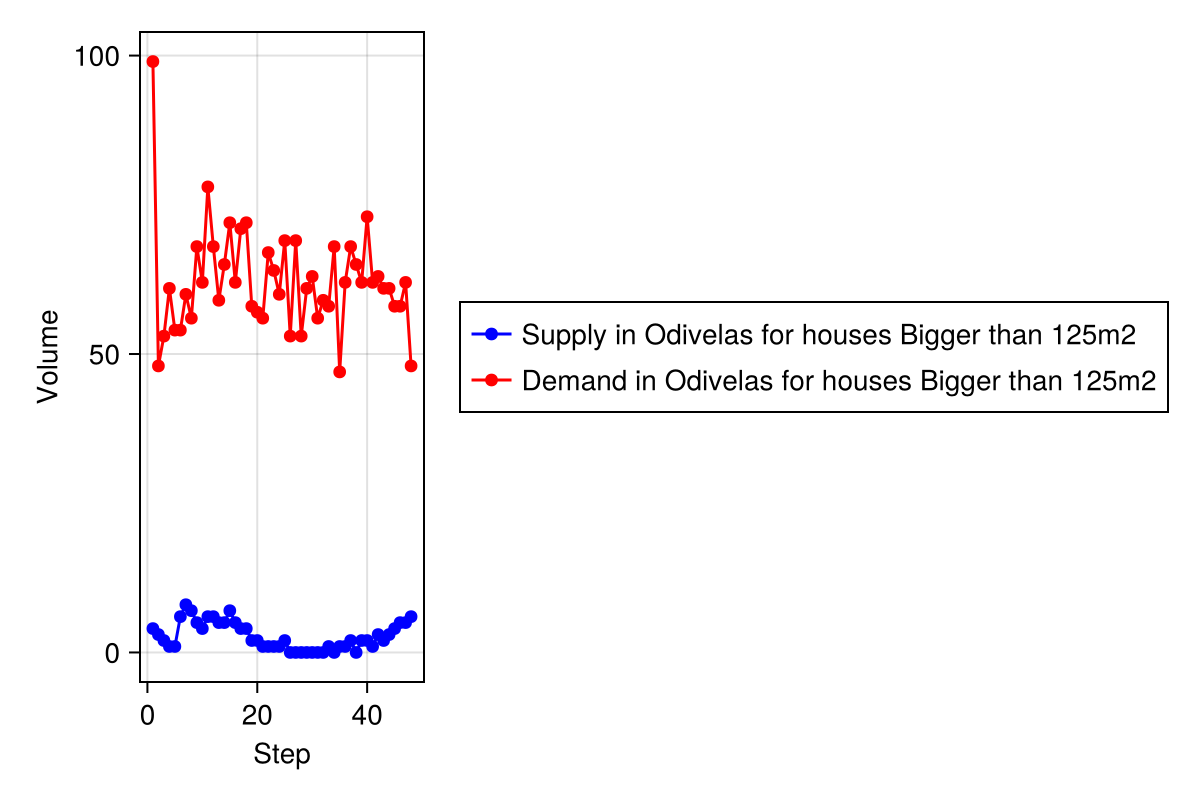 100
50
0
Volume
0 20 40
Step
Supply in Odivelas for houses Bigger than 125m2
Demand in Odivelas for houses Bigger than 125m2